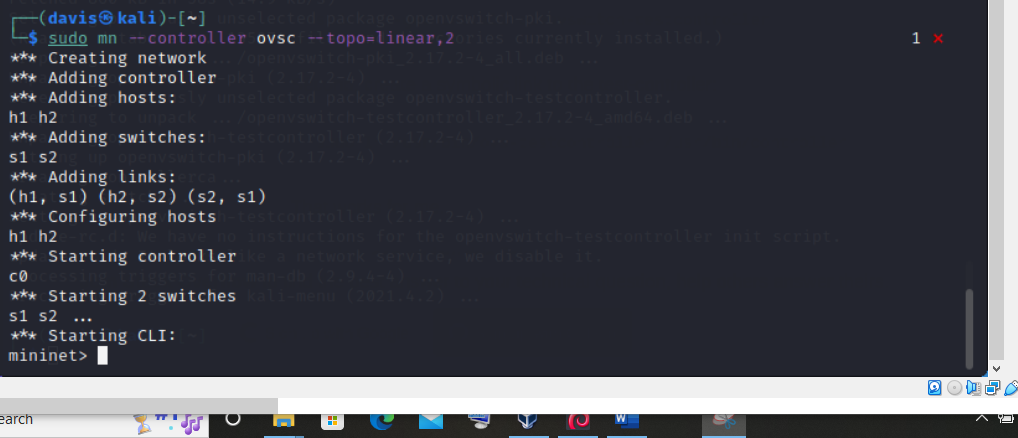 ┌──(davis㉿kali)-[~]
└─$ sudo mn --controller ovsc --topo=linear,2 1 ⨯
*** Creating network
*** Adding controller
*** Adding hosts:
h1 h2
*** Adding switches:
s1 s2
*** Adding links:
(h1, s1) (h2, s2) (s2, s1)
*** Configuring hosts
h1 h2
*** Starting controller
c0
*** Starting 2 switches
s1 s2 ...
*** Starting CLI:
mininet>
earch